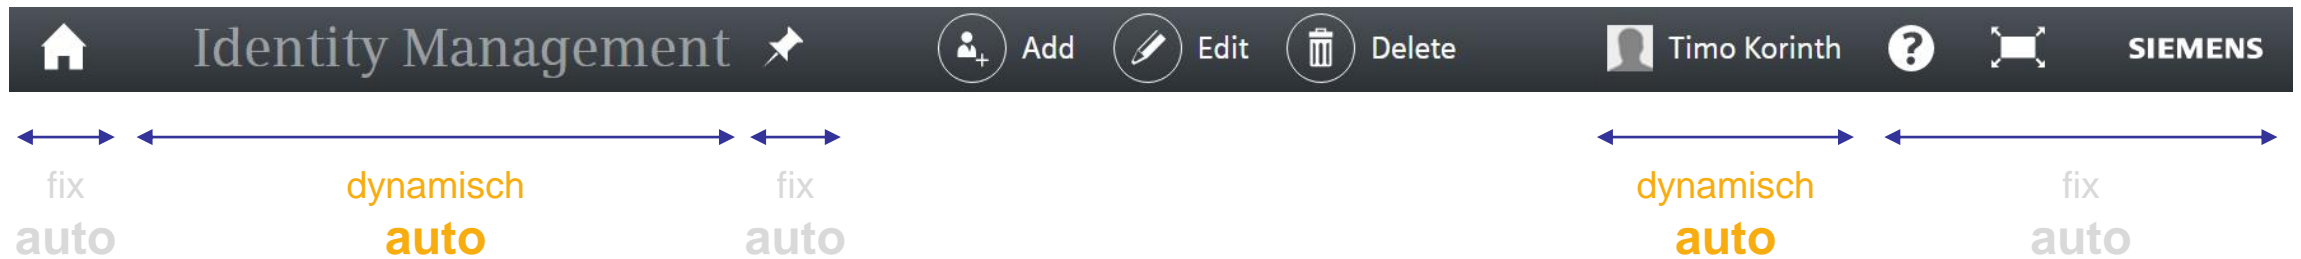 Identity Management Add Edit Delete Timo Korinth ? SIEMENS
fix dynamisch fix dynamisch fix
auto auto auto auto auto